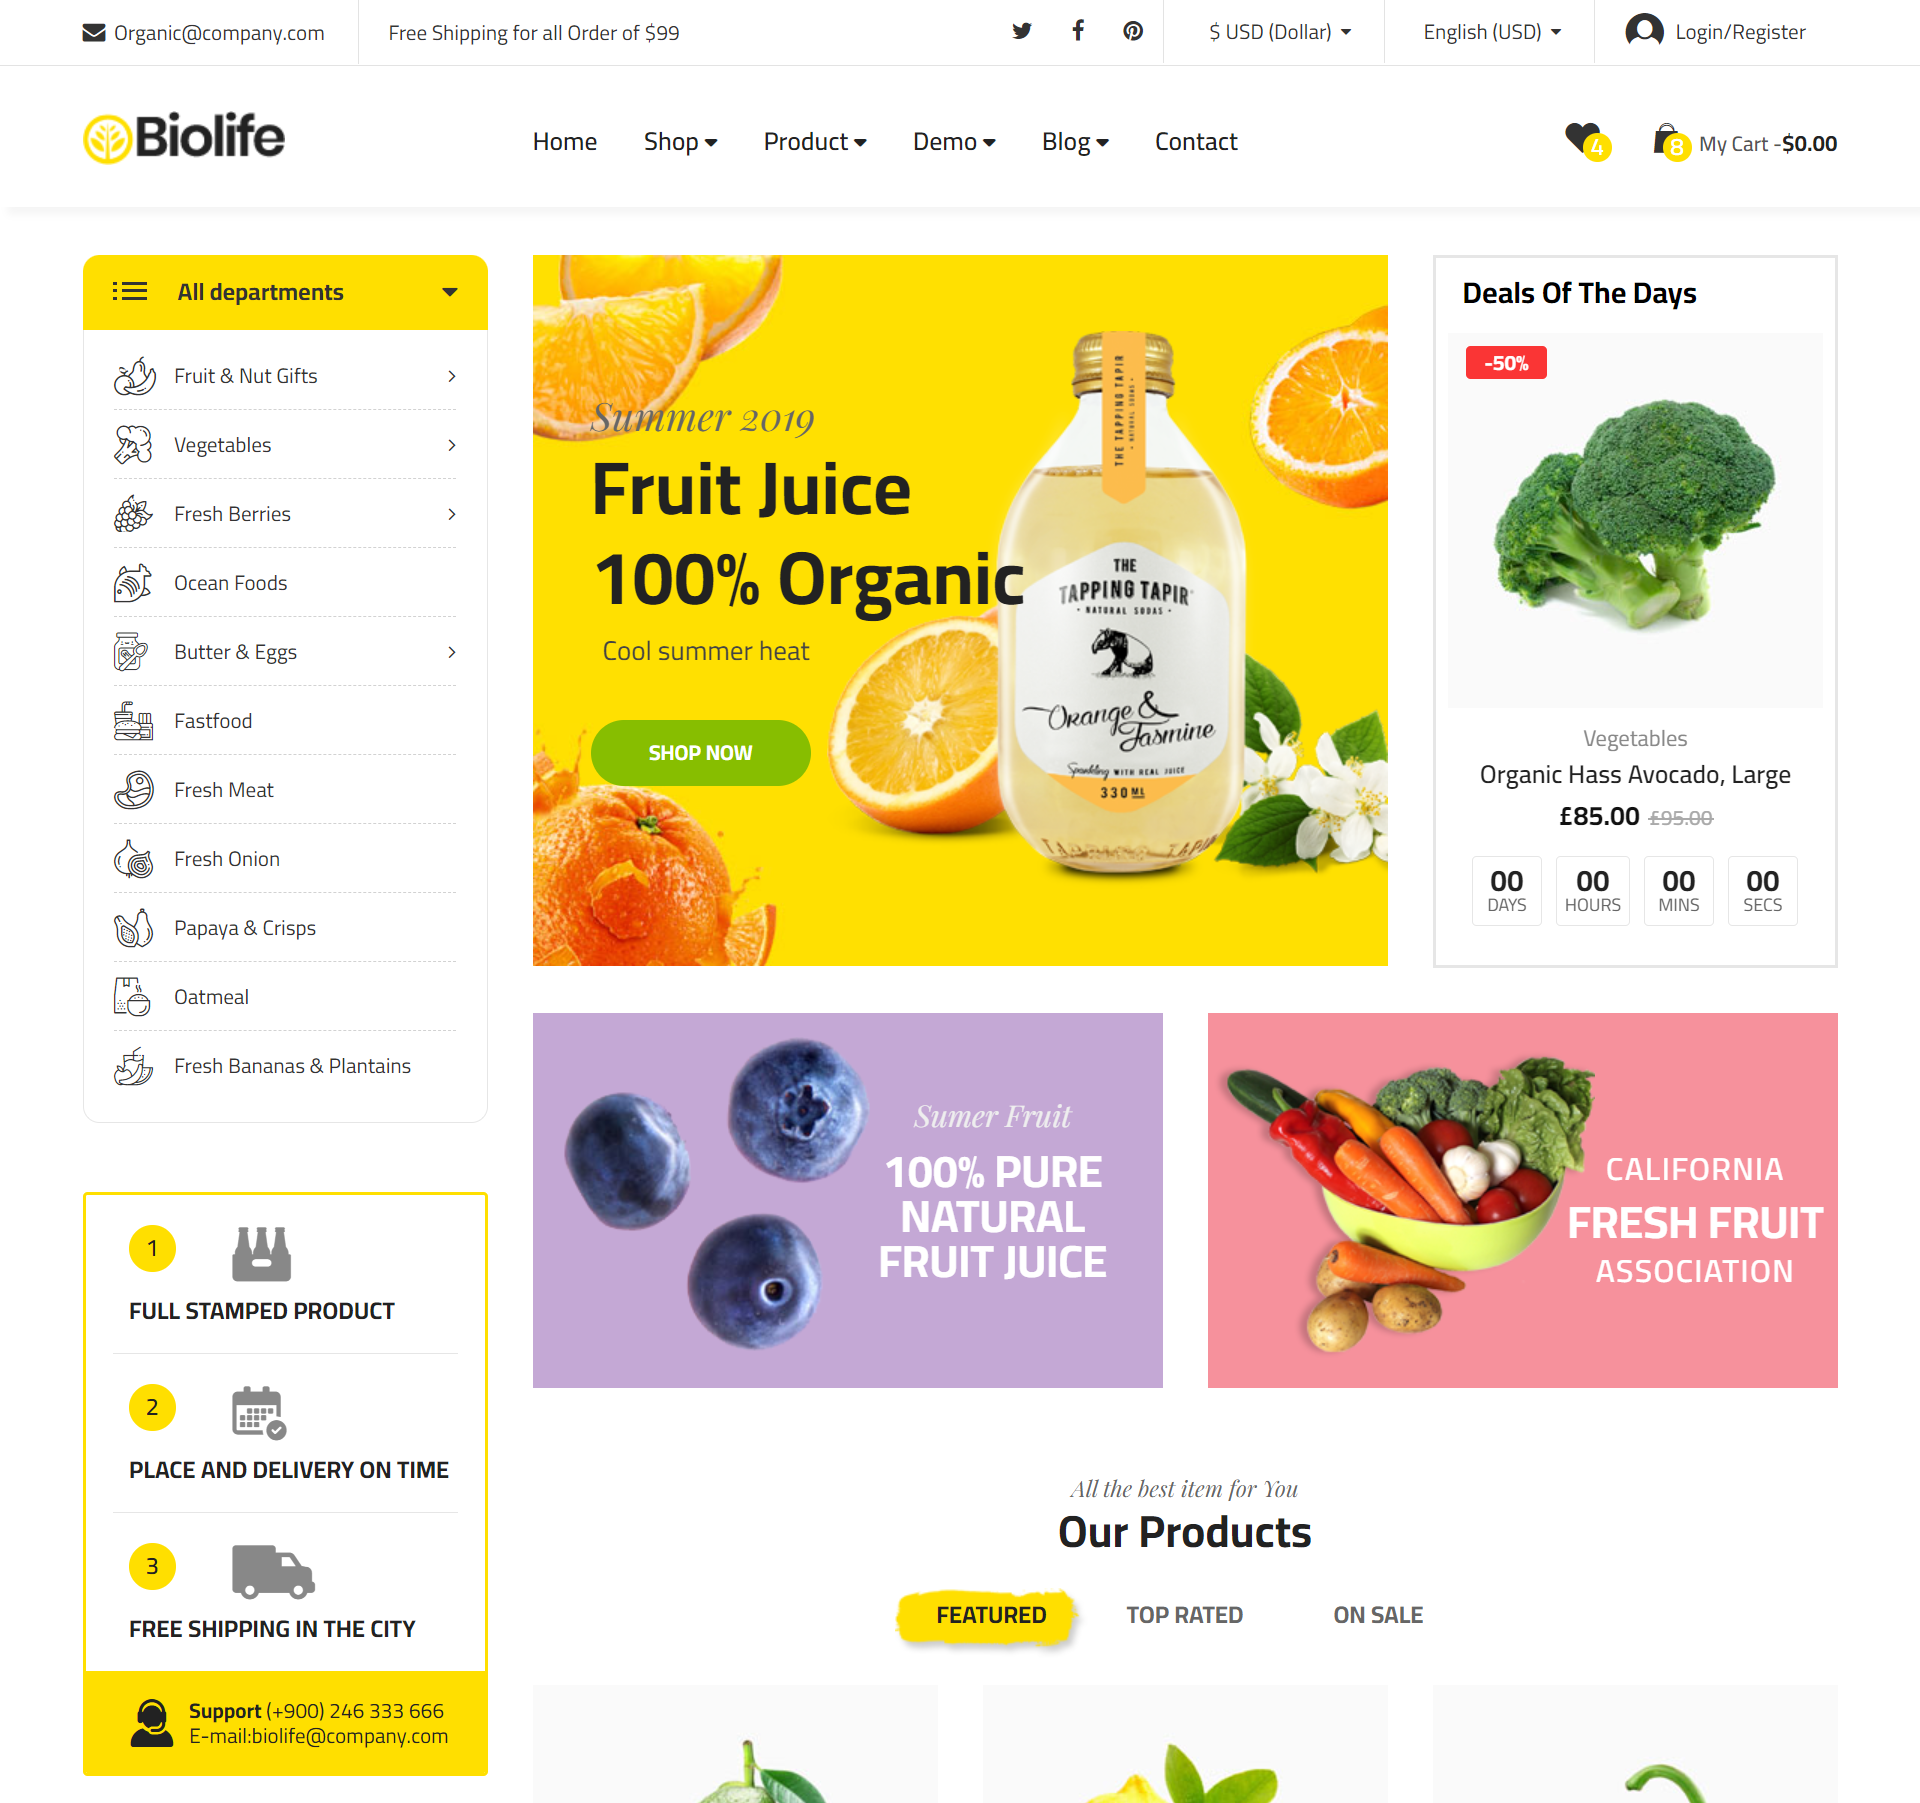 Organic@company.com
Free Shipping for all Order of $99
$ USD (Dollar)
English (USD)
Login/Register
Biolife
Home
Shop
Product
Demo
Blog
Contact
4
8
My Cart -$0.00
All departments
Fruit & Nut Gifts
Vegetables
Fresh Berries
Ocean Foods
Butter & Eggs
Fastfood
Fresh Meat
Fresh Onion
Papaya & Crisps
Oatmeal
Fresh Bananas & Plantains
Summer 2019
Fruit Juice
100% Organic
Cool summer heat
SHOP NOW
THE TAPPING TAPIR
• NATURAL SODAS •
THE
TAPPING TAPIR
• NATURAL SODAS •
Orange &
Jasmine
Sparkling WITH REAL JUICE
330 ML
TAPPING TAPIR
Deals Of The Days
-50%
Vegetables
Organic Hass Avocado, Large
£85.00 £95.00
00
DAYS
00
HOURS
00
MINS
00
SECS
Sumer Fruit
100% PURE
NATURAL
FRUIT JUICE
CALIFORNIA
FRESH FRUIT
ASSOCIATION
1
FULL STAMPED PRODUCT
2
PLACE AND DELIVERY ON TIME
3
FREE SHIPPING IN THE CITY
Support (+900) 246 333 666
E-mail:biolife@company.com
All the best item for You
Our Products
FEATURED
TOP RATED
ON SALE